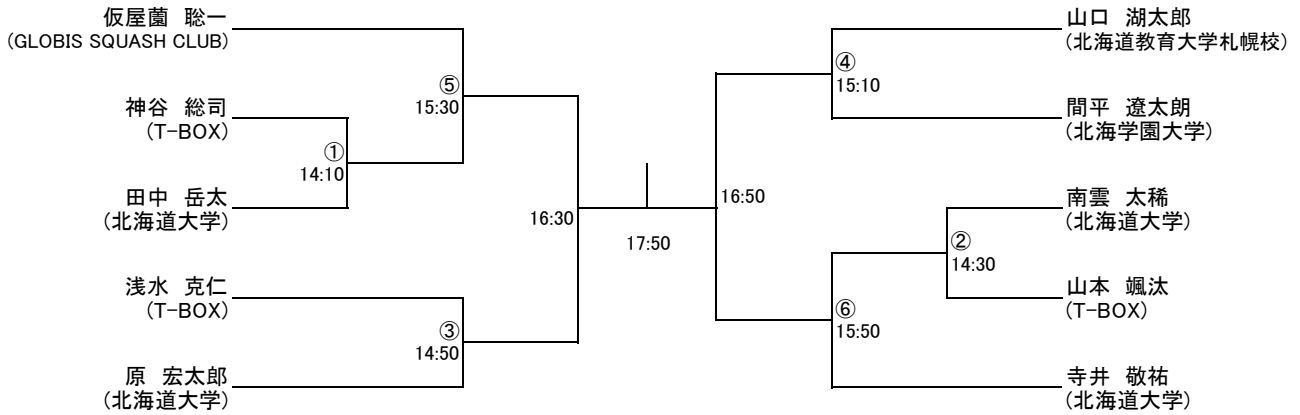 仮屋薗 聡一
(GLOBIS SQUASH CLUB)
神谷 総司
(T-BOX)
田中 岳太
(北海道大学)
浅水 克仁
(T-BOX)
原 宏太郎
(北海道大学)
①
14:10
⑤
15:30
③
14:50
16:30
17:50
16:50
④
15:10
②
14:30
⑥
15:50
山口 湖太郎
(北海道教育大学札幌校)
間平 遼太朗
(北海学園大学)
南雲 太稀
(北海道大学)
山本 颯汰
(T-BOX)
寺井 敬祐
(北海道大学)